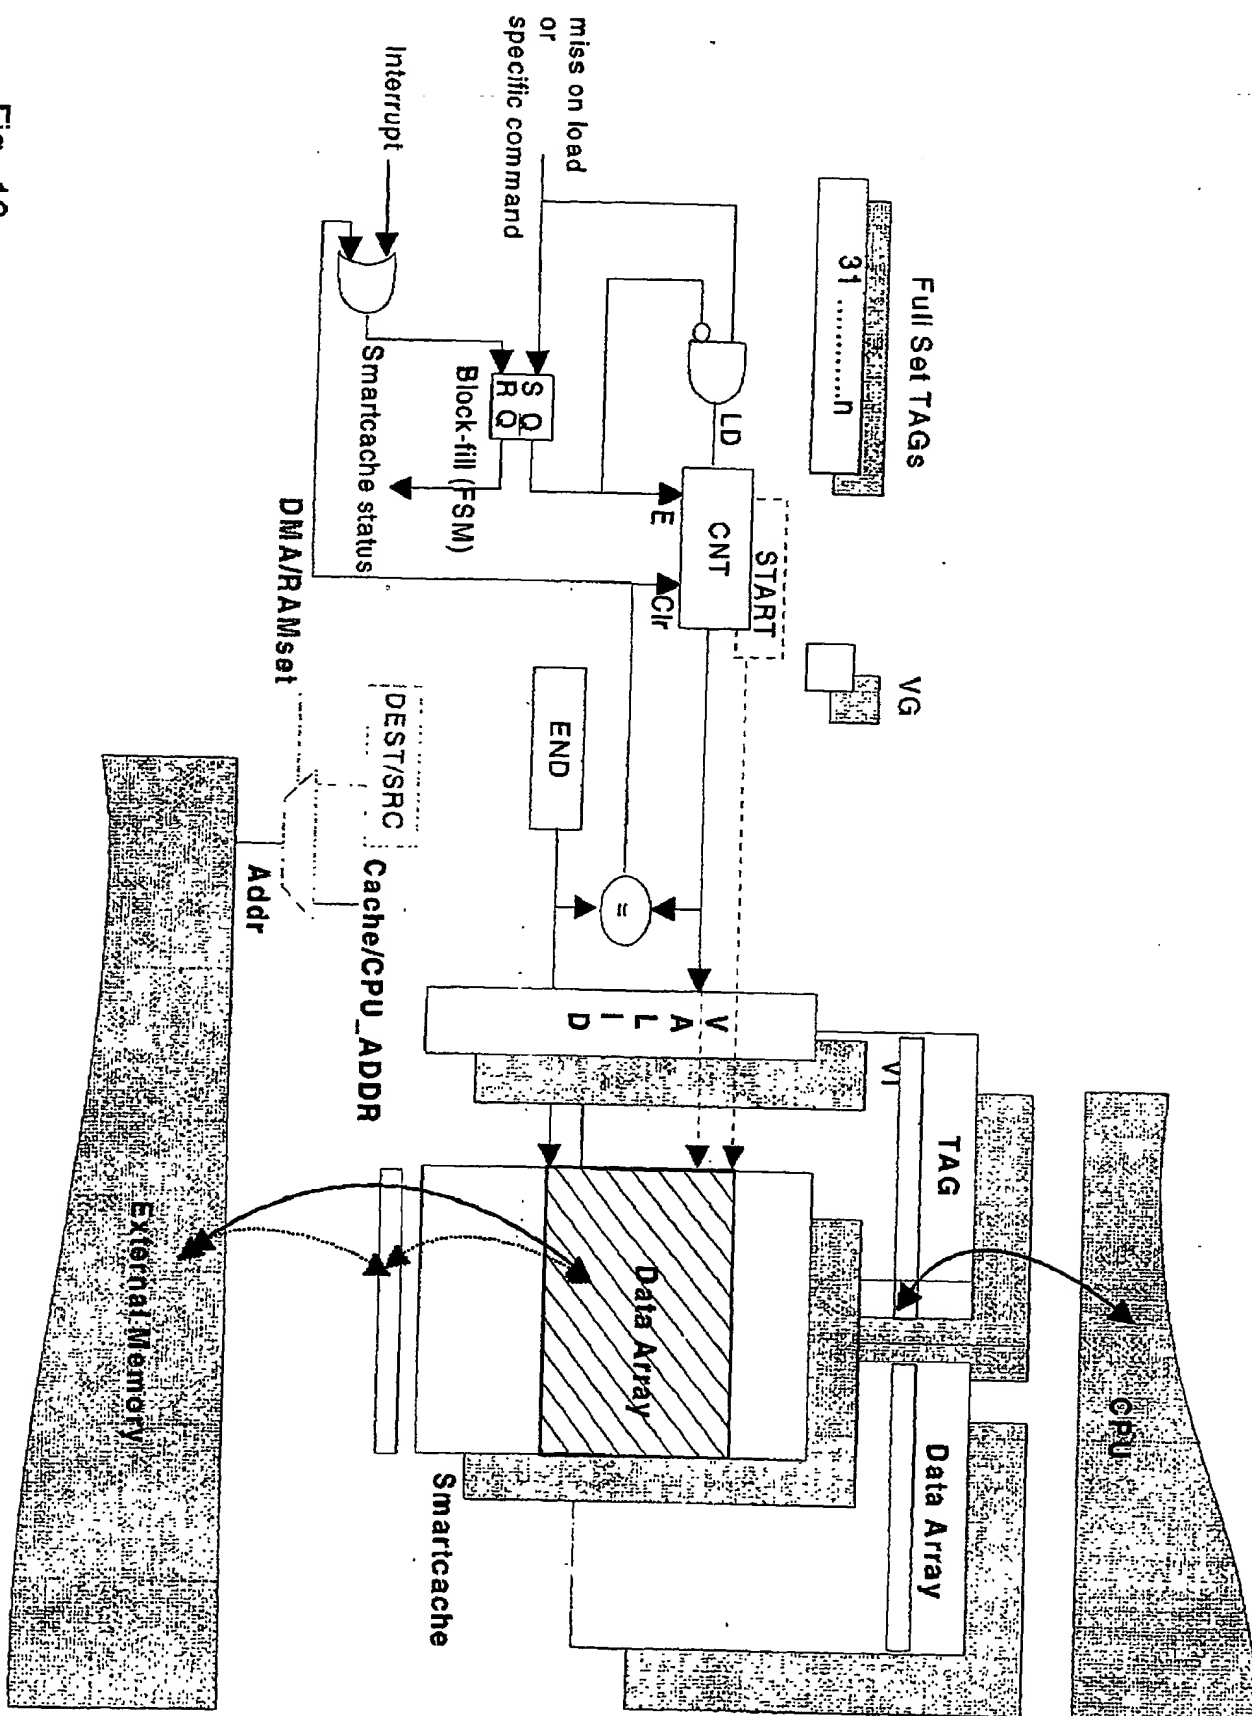 Full Set TAGs
31 ............n
VG
TAG
VI
CPU
Data Array
miss on load
or
specific command
LD
START
CNT
E
Clr
S Q
R Q
Block-fill (FSM)
Interrupt
Smartcache status
END
=
VALID
Data Array
Smartcache
DMA/RAMset
DEST/SRC
Cache/CPU_ADDR
Addr
External Memory